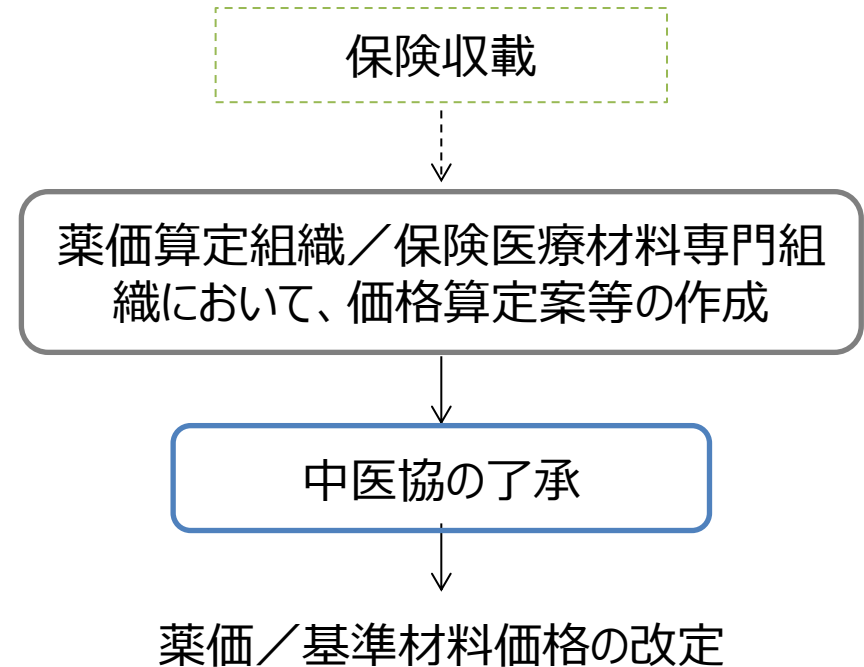 保険収載
薬価算定組織／保険医療材料専門組
織において、価格算定案等の作成
中医協の了承
薬価／基準材料価格の改定